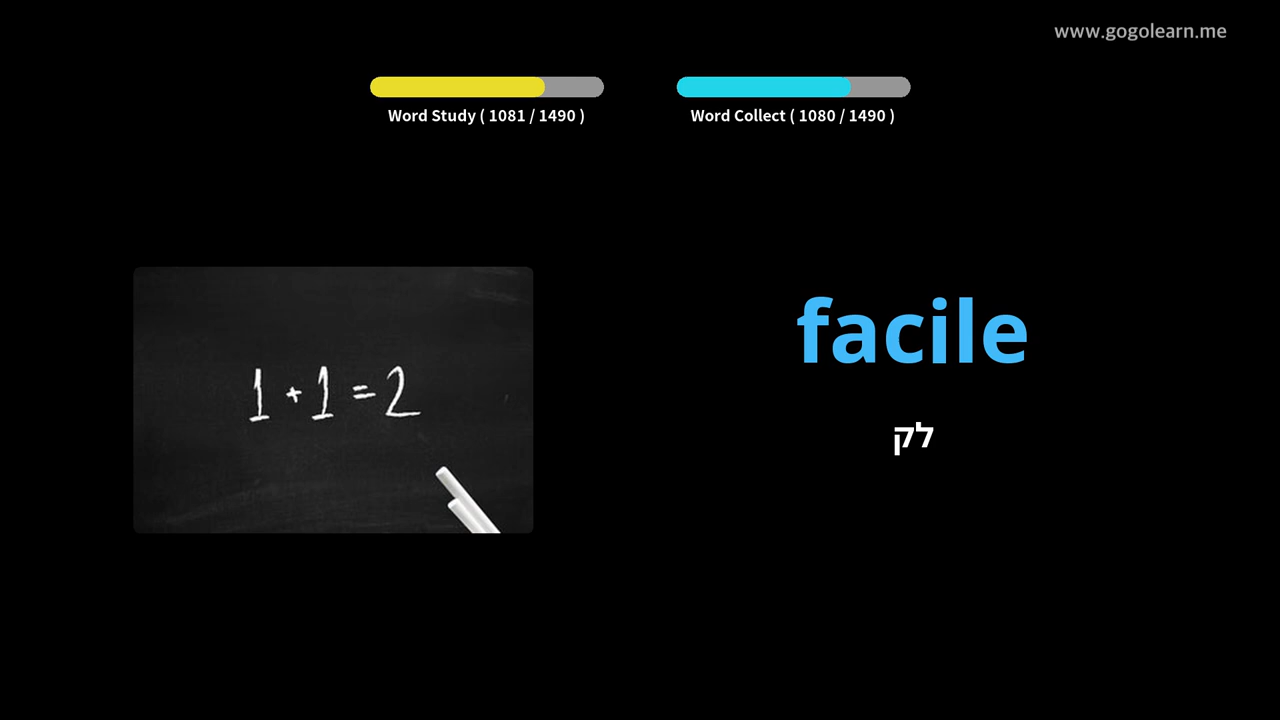 www.gogolearn.me
Word Study ( 1081 / 1490 )
Word Collect ( 1080 / 1490 )
1 + 1 = 2
facile
לק